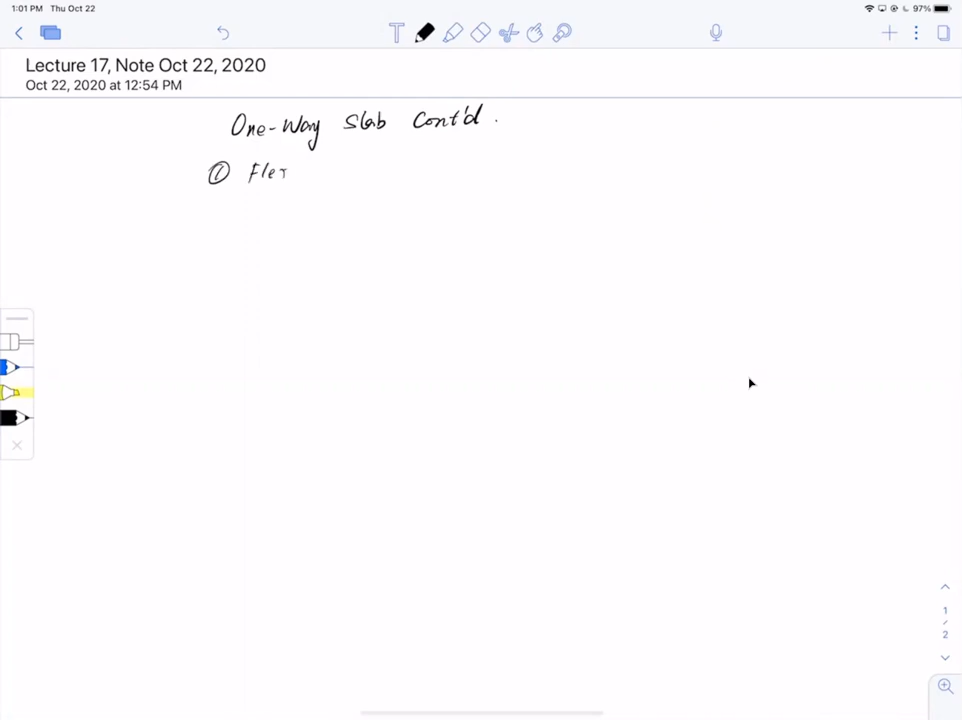 1:01 PM Thu Oct 22
97%
Lecture 17, Note Oct 22, 2020
Oct 22, 2020 at 12:54 PM
One-Way Slab Cont'd.
① Flex
1
/
2